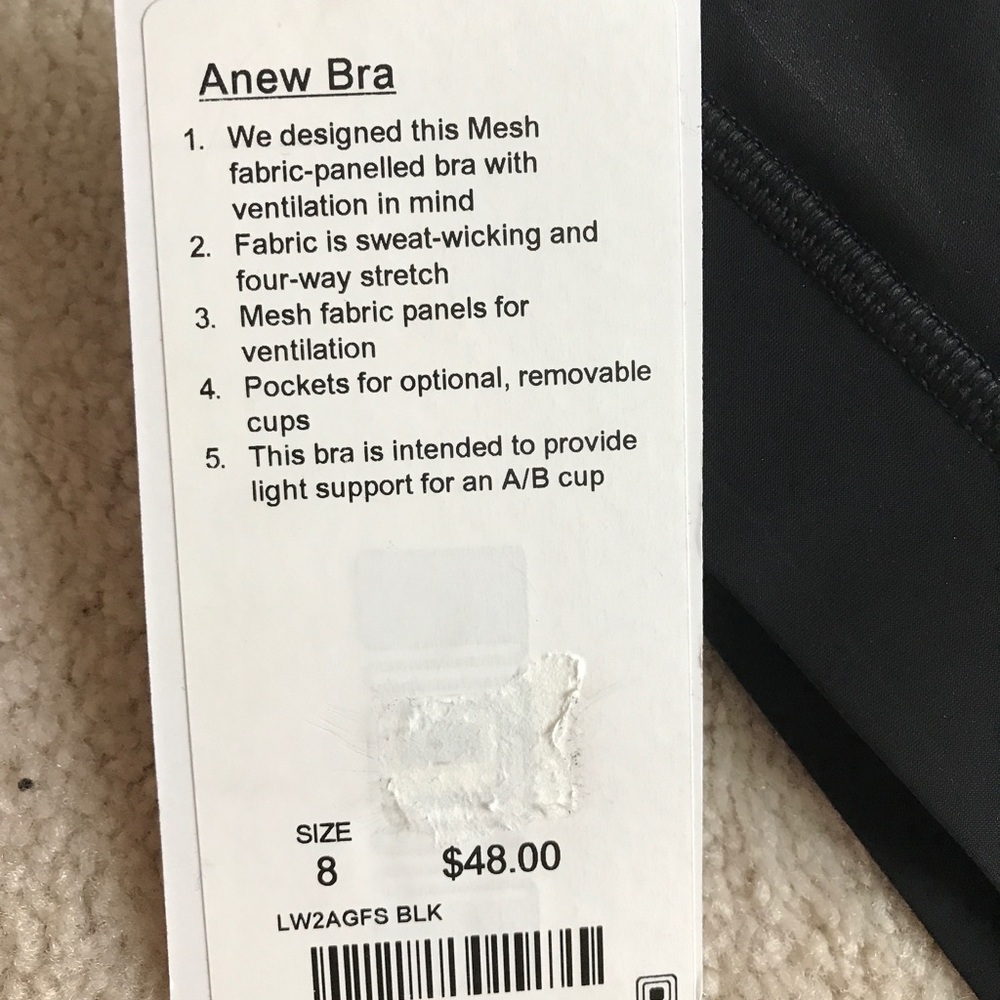 Anew Bra
1. We designed this Mesh
fabric-panelled bra with
ventilation in mind
2. Fabric is sweat-wicking and
four-way stretch
3. Mesh fabric panels for
ventilation
4. Pockets for optional, removable
cups
5. This bra is intended to provide
light support for an A/B cup
SIZE
8
$48.00
LW2AGFS BLK